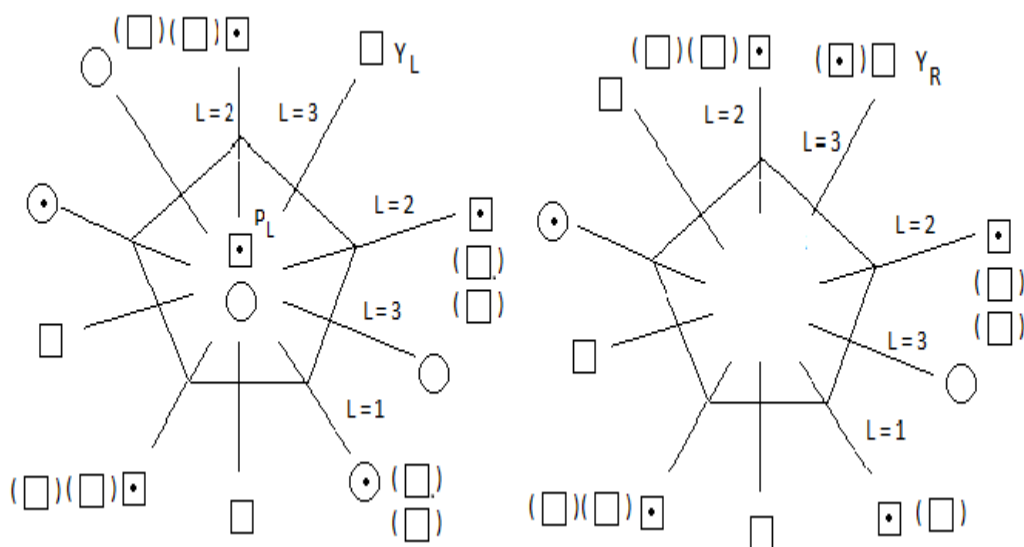 ( ) ( )
Y_L
L=2
L=3
L=2
P_L
( )
( )
L=3
L=1
( ) ( )
( )
( )
( ) ( )
( ) Y_R
L=2
L=3
L=2
( )
( )
L=3
L=1
( ) ( )
( )